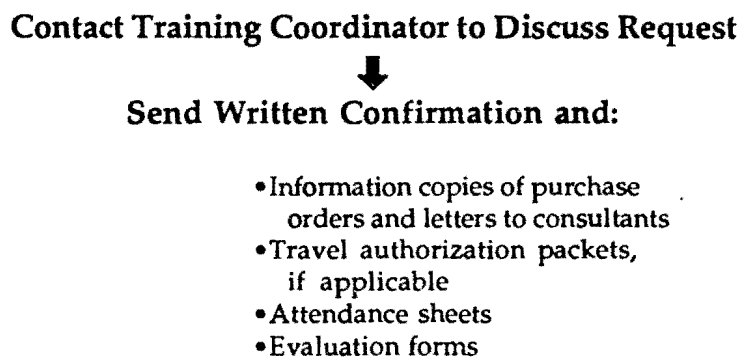 Contact Training Coordinator to Discuss Request
Send Written Confirmation and:
•Information copies of purchase
orders and letters to consultants
•Travel authorization packets,
if applicable
•Attendance sheets
•Evaluation forms